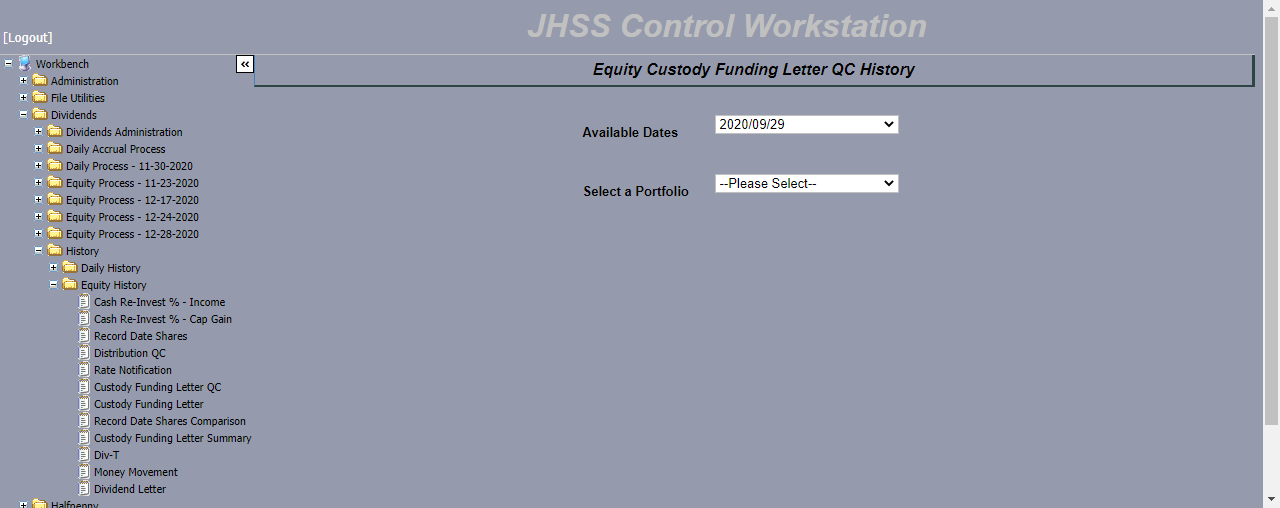 JHSS Control Workstation
[Logout]
Workbench
«
Equity Custody Funding Letter QC History
Administration
File Utilities
Dividends
Dividends Administration
Daily Accrual Process
Daily Process - 11-30-2020
Equity Process - 11-23-2020
Equity Process - 12-17-2020
Equity Process - 12-24-2020
Equity Process - 12-28-2020
History
Daily History
Equity History
Cash Re-Invest % - Income
Cash Re-Invest % - Cap Gain
Record Date Shares
Distribution QC
Rate Notification
Custody Funding Letter QC
Custody Funding Letter
Record Date Shares Comparison
Custody Funding Letter Summary
Div-T
Money Movement
Dividend Letter
Halfpenny
Available Dates
2020/09/29
Select a Portfolio
--Please Select--